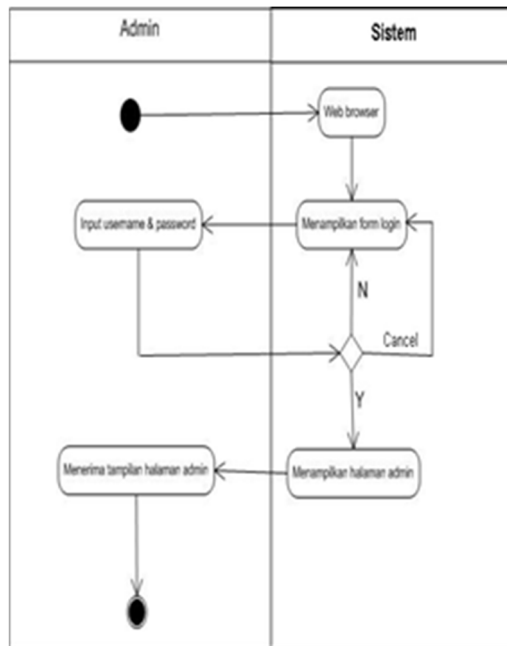 Admin
Sistem
Web browser
Input username & password
Menampilkan form login
N
Cancel
Y
Menerima tampilan halaman admin
Menampilkan halaman admin